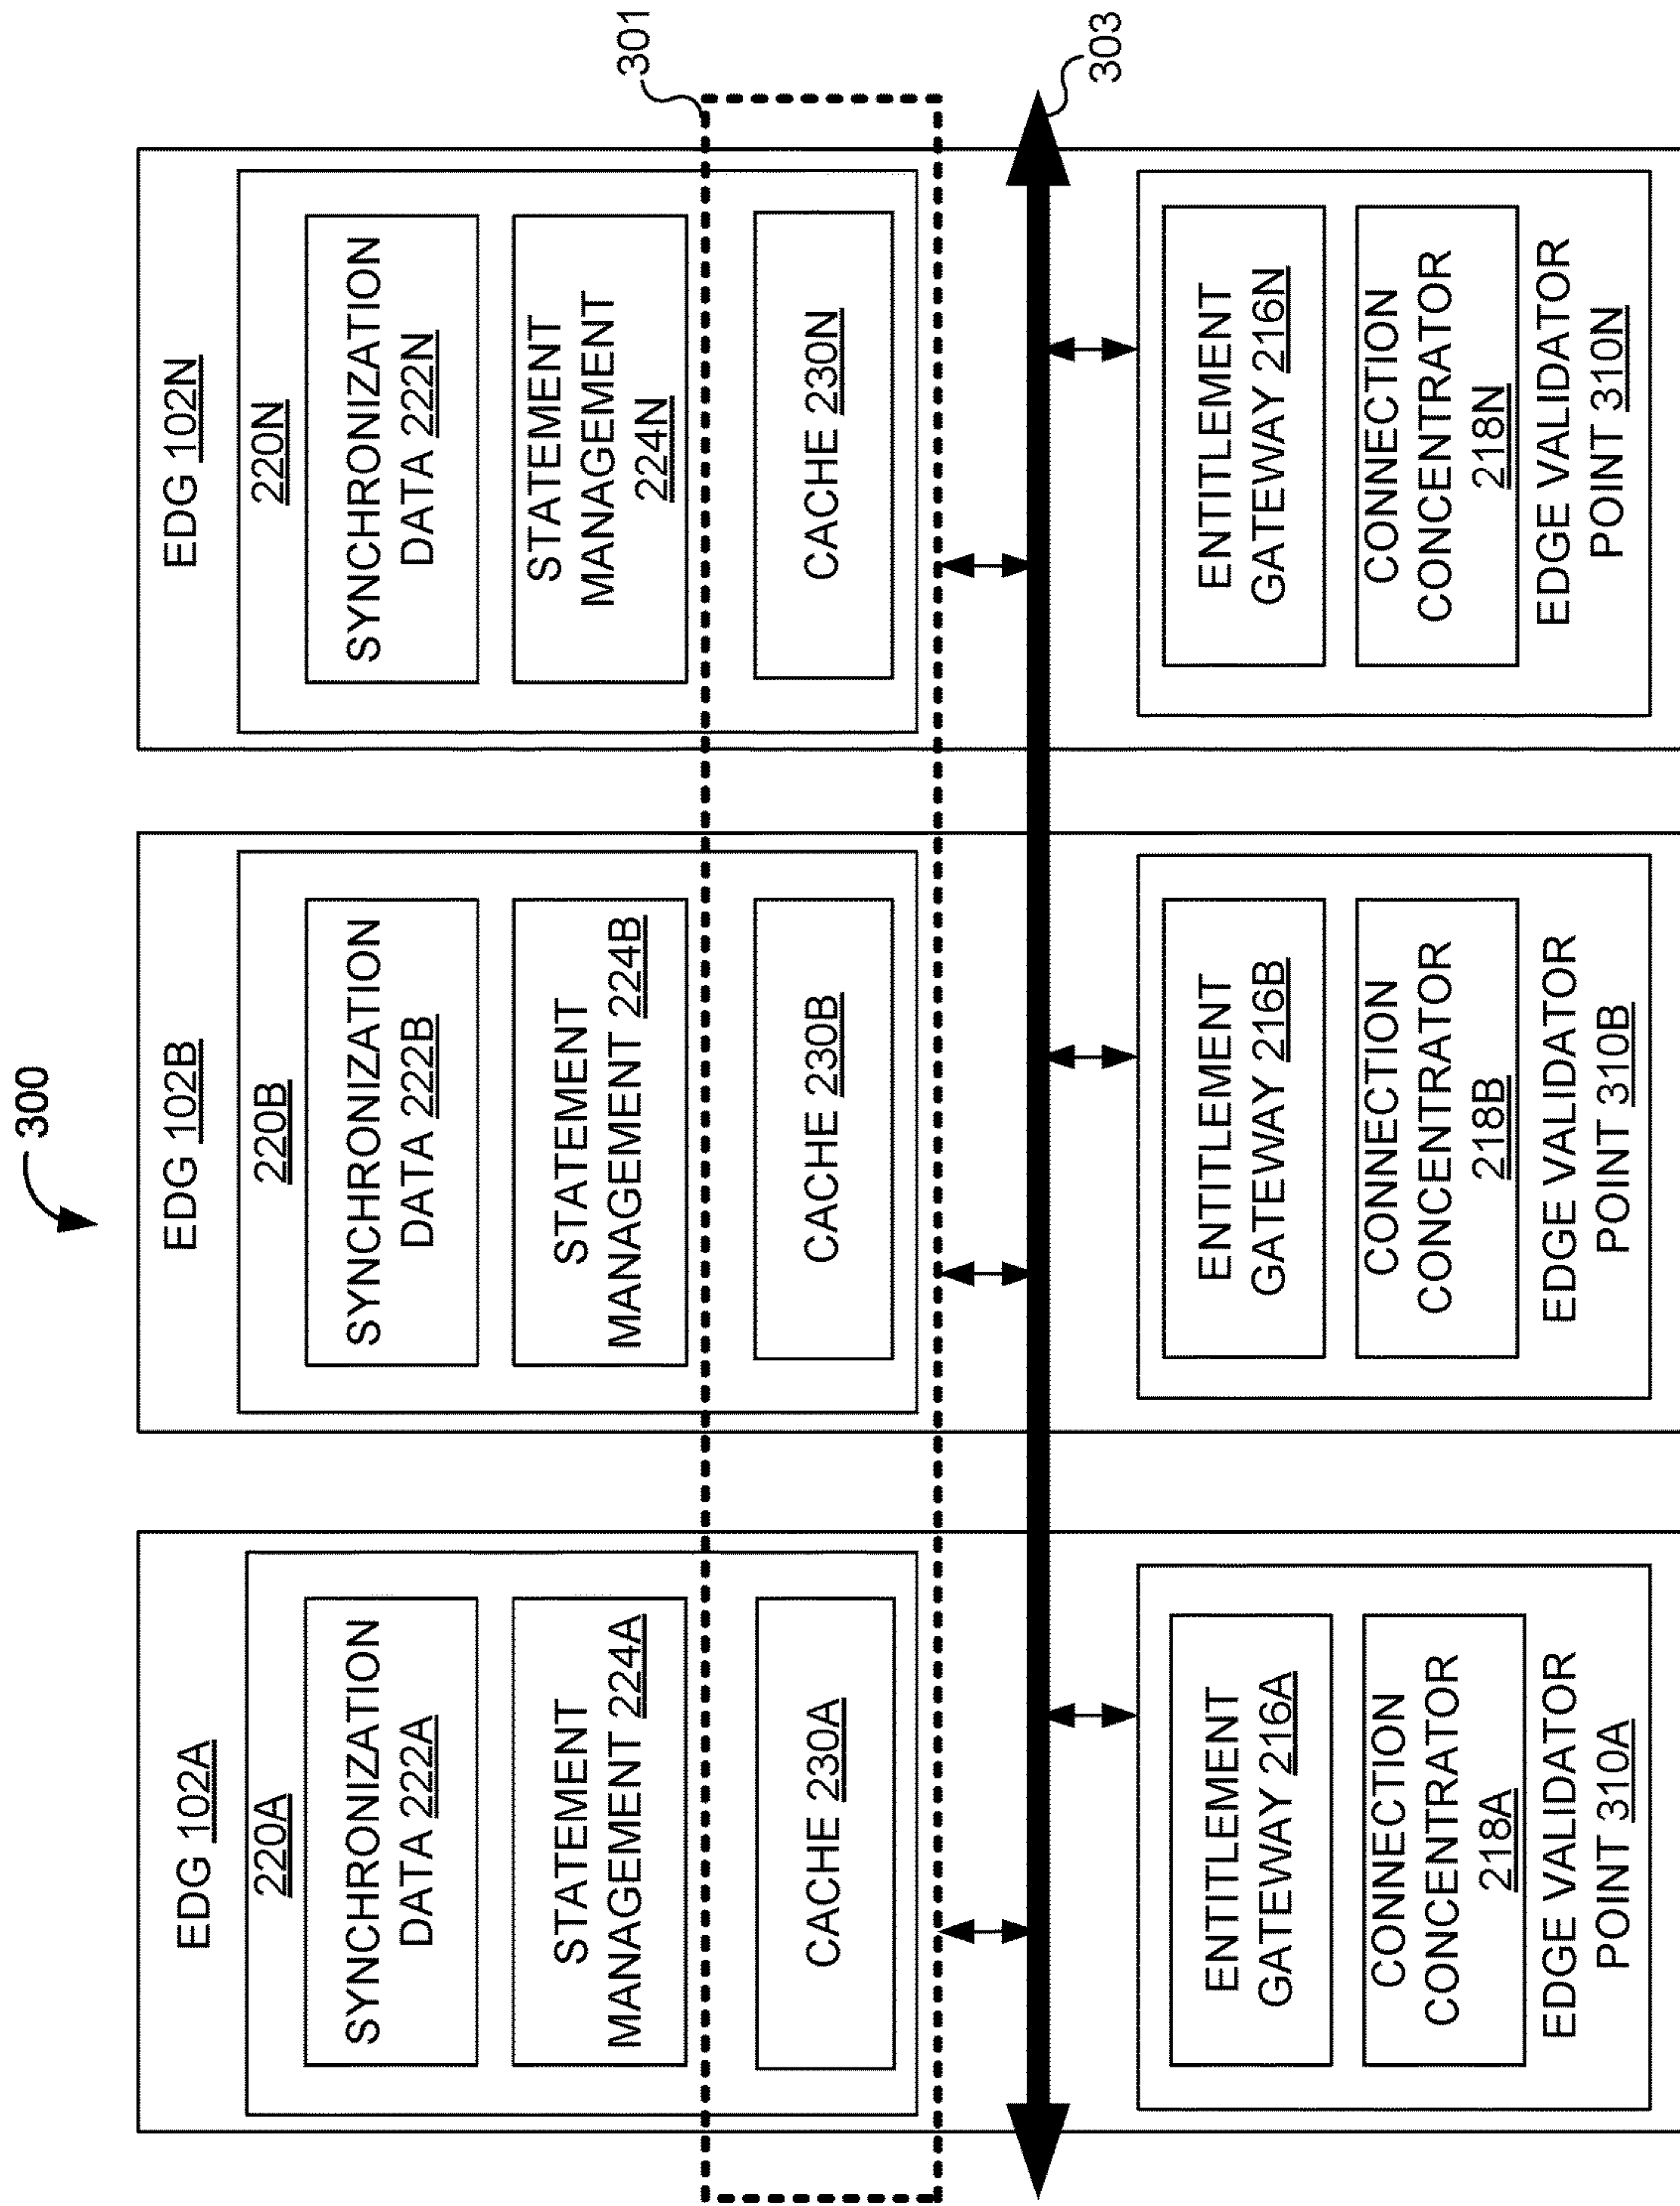 300
EDG 102A
220A
SYNCHRONIZATION
DATA 222A
STATEMENT
MANAGEMENT 224A
CACHE 230A
ENTITLEMENT
GATEWAY 216A
CONNECTION
CONCENTRATOR
218A
EDGE VALIDATOR
POINT 310A
EDG 102B
220B
SYNCHRONIZATION
DATA 222B
STATEMENT
MANAGEMENT 224B
CACHE 230B
ENTITLEMENT
GATEWAY 216B
CONNECTION
CONCENTRATOR
218B
EDGE VALIDATOR
POINT 310B
EDG 102N
220N
SYNCHRONIZATION
DATA 222N
STATEMENT
MANAGEMENT
224N
CACHE 230N
ENTITLEMENT
GATEWAY 216N
CONNECTION
CONCENTRATOR
218N
EDGE VALIDATOR
POINT 310N
301
303